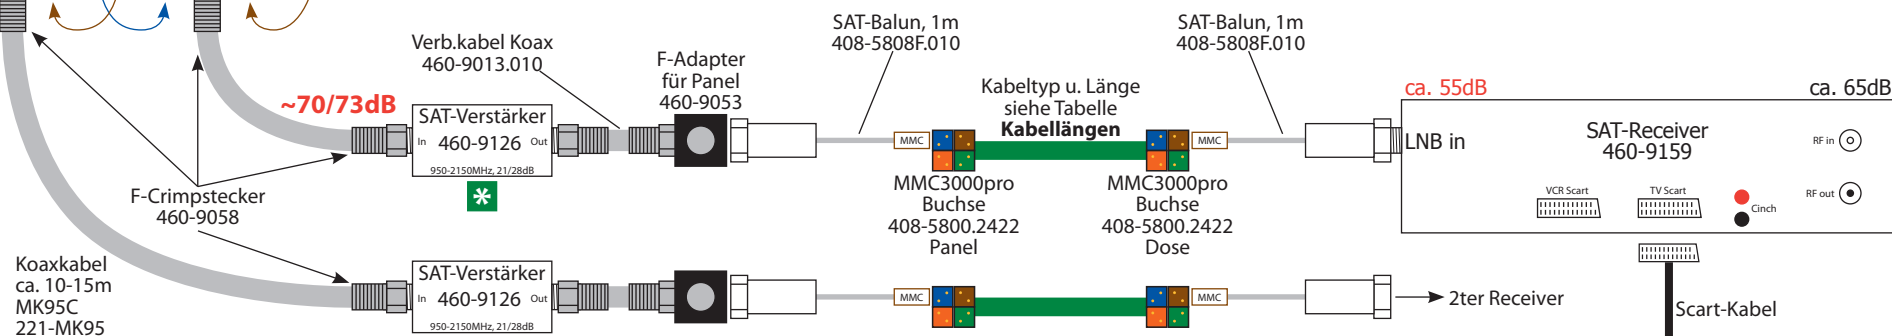 SAT-Balun, 1m
408-5808F.010
SAT-Balun, 1m
408-5808F.010
Verb.kabel Koax
460-9013.010
F-Adapter
für Panel
460-9053
Kabeltyp u. Länge
siehe Tabelle
Kabellängen
ca. 55dB
ca. 65dB
~70/73dB
SAT-Verstärker
In 460-9126 Out
950-2150MHz, 21/28dB
*
MMC
MMC
LNB in
SAT-Receiver
460-9159
RF in
VCR Scart
TV Scart
Cinch
RF out
F-Crimpstecker
460-9058
MMC3000pro
Buchse
408-5800.2422
Panel
MMC3000pro
Buchse
408-5800.2422
Dose
Koaxkabel
ca. 10-15m
MK95C
221-MK95
SAT-Verstärker
In 460-9126 Out
950-2150MHz, 21/28dB
MMC
MMC
2ter Receiver
Scart-Kabel